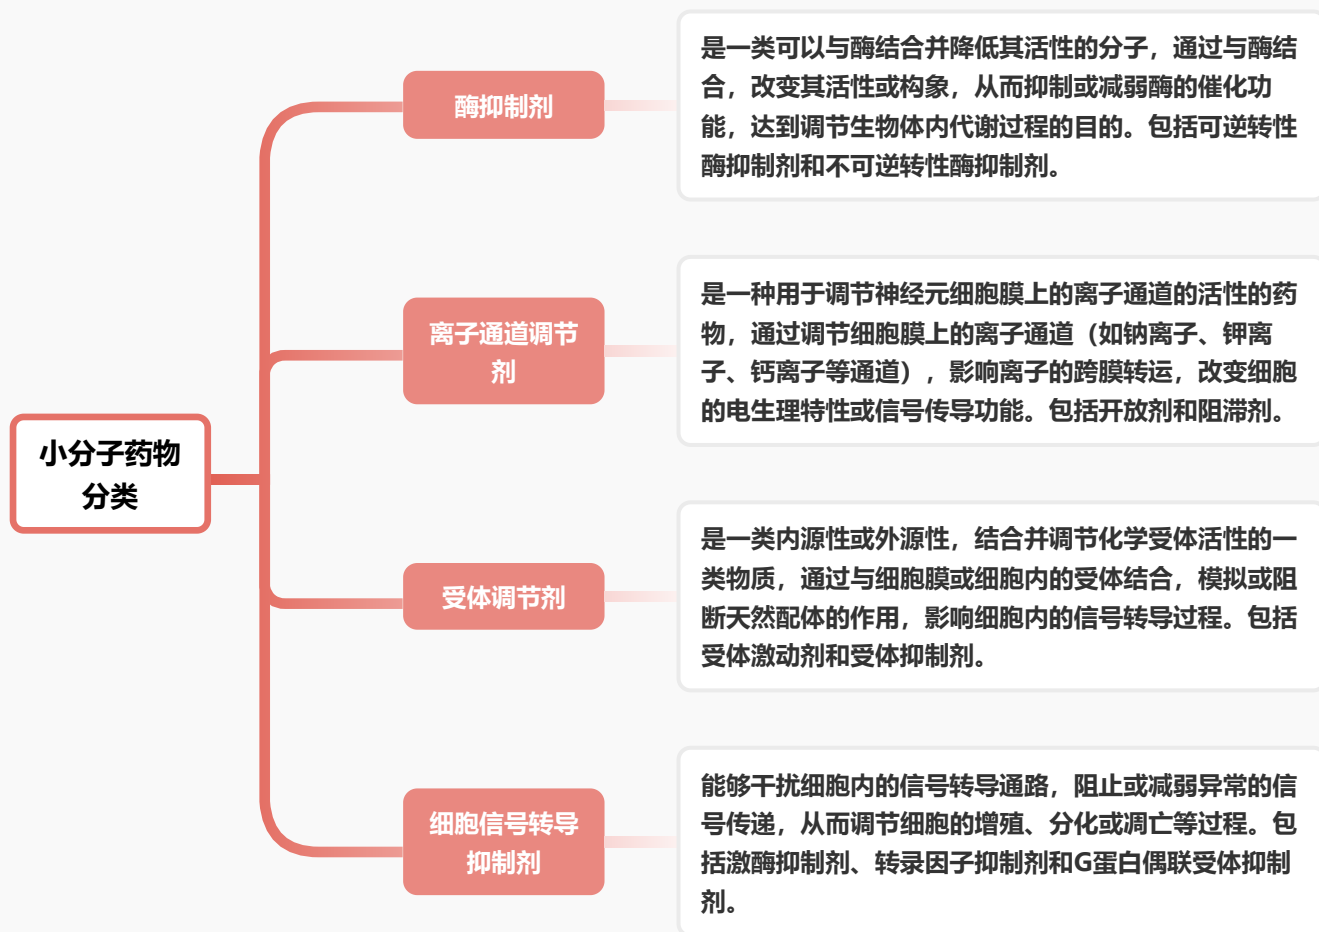 小分子药物
分类
酶抑制剂
是一类可以与酶结合并降低其活性的分子，通过与酶结
合，改变其活性或构象，从而抑制或减弱酶的催化功
能，达到调节生物体内代谢过程的目的。包括可逆转性
酶抑制剂和不可逆转性酶抑制剂。
离子通道调节
剂
是一种用于调节神经元细胞膜上的离子通道的活性的药
物，通过调节细胞膜上的离子通道（如钠离子、钾离
子、钙离子等通道），影响离子的跨膜转运，改变细胞
的电生理特性或信号传导功能。包括开放剂和阻滞剂。
受体调节剂
是一类内源性或外源性，结合并调节化学受体活性的一
类物质，通过与细胞膜或细胞内的受体结合，模拟或阻
断天然配体的作用，影响细胞内的信号转导过程。包括
受体激动剂和受体抑制剂。
细胞信号转导
抑制剂
能够干扰细胞内的信号转导通路，阻止或减弱异常的信
号传递，从而调节细胞的增殖、分化或凋亡等过程。包
括激酶抑制剂、转录因子抑制剂和G蛋白偶联受体抑制
剂。